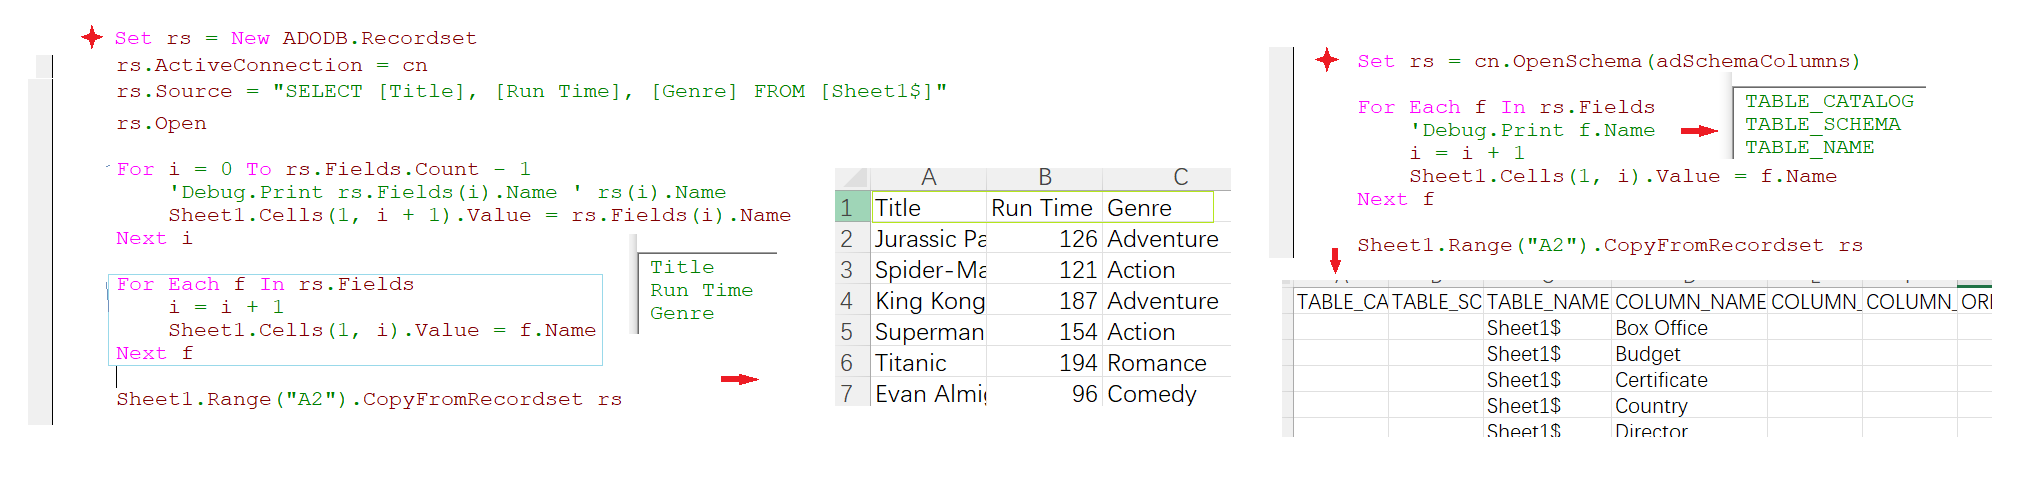 Set rs = New ADODB.Recordset
rs.ActiveConnection = cn
rs.Source = "SELECT [Title], [Run Time], [Genre] FROM [Sheet1$]"
rs.Open
For i = 0 To rs.Fields.Count - 1
'Debug.Print rs.Fields(i).Name ' rs(i).Name
Sheet1.Cells(1, i + 1).Value = rs.Fields(i).Name
Next i
For Each f In rs.Fields
i = i + 1
Sheet1.Cells(1, i).Value = f.Name
Next f
Sheet1.Range("A2").CopyFromRecordset rs
Title
Run Time
Genre
A B C
1 Title Run Time Genre
2 Jurassic Pa 126 Adventure
3 Spider-Ma 121 Action
4 King Kong 187 Adventure
5 Superman 154 Action
6 Titanic 194 Romance
7 Evan Almi 96 Comedy
Set rs = cn.OpenSchema(adSchemaColumns)
For Each f In rs.Fields
'Debug.Print f.Name
i = i + 1
Sheet1.Cells(1, i).Value = f.Name
Next f
Sheet1.Range("A2").CopyFromRecordset rs
TABLE_CATALOG
TABLE_SCHEMA
TABLE_NAME
TABLE_CA TABLE_SC TABLE_NAME COLUMN_NAME COLUMN_ COLUMN_ ORI
Sheet1$ Box Office
Sheet1$ Budget
Sheet1$ Certificate
Sheet1$ Country
Sheet1$ Director